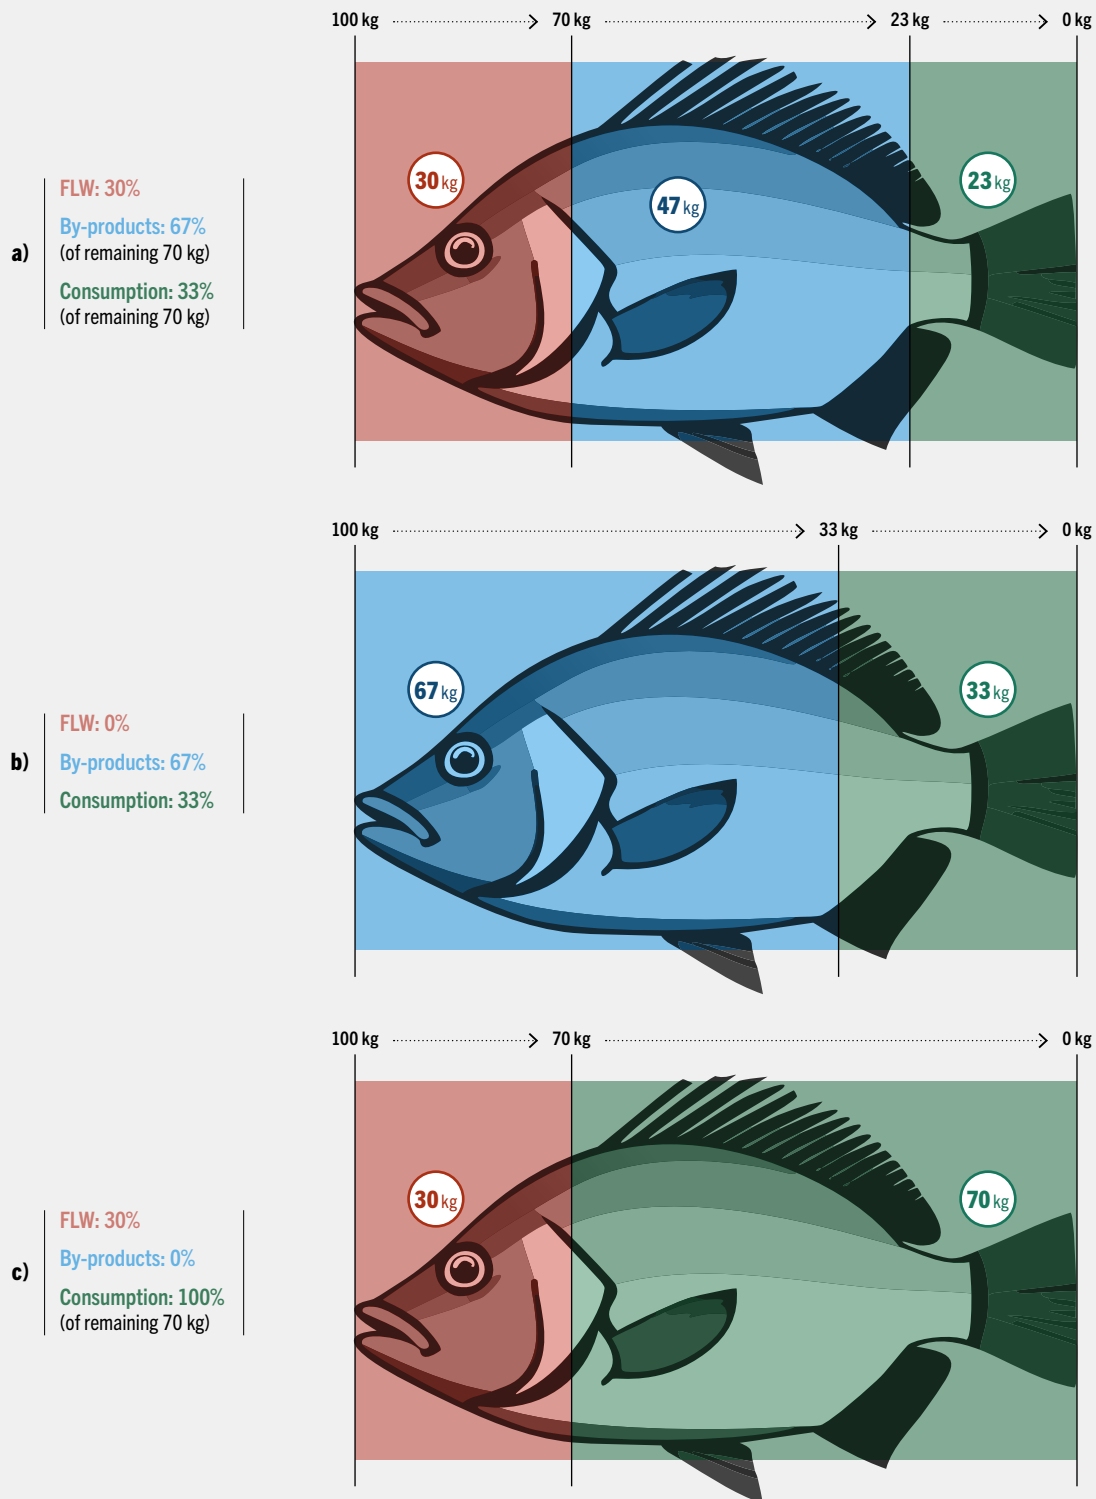 100 kg 70 kg 23 kg 0 kg
30 kg
47 kg
23 kg
a)
FLW: 30%
By-products: 67%
(of remaining 70 kg)
Consumption: 33%
(of remaining 70 kg)
100 kg 33 kg 0 kg
67 kg
33 kg
b)
FLW: 0%
By-products: 67%
Consumption: 33%
100 kg 70 kg 0 kg
30 kg
70 kg
c)
FLW: 30%
By-products: 0%
Consumption: 100%
(of remaining 70 kg)